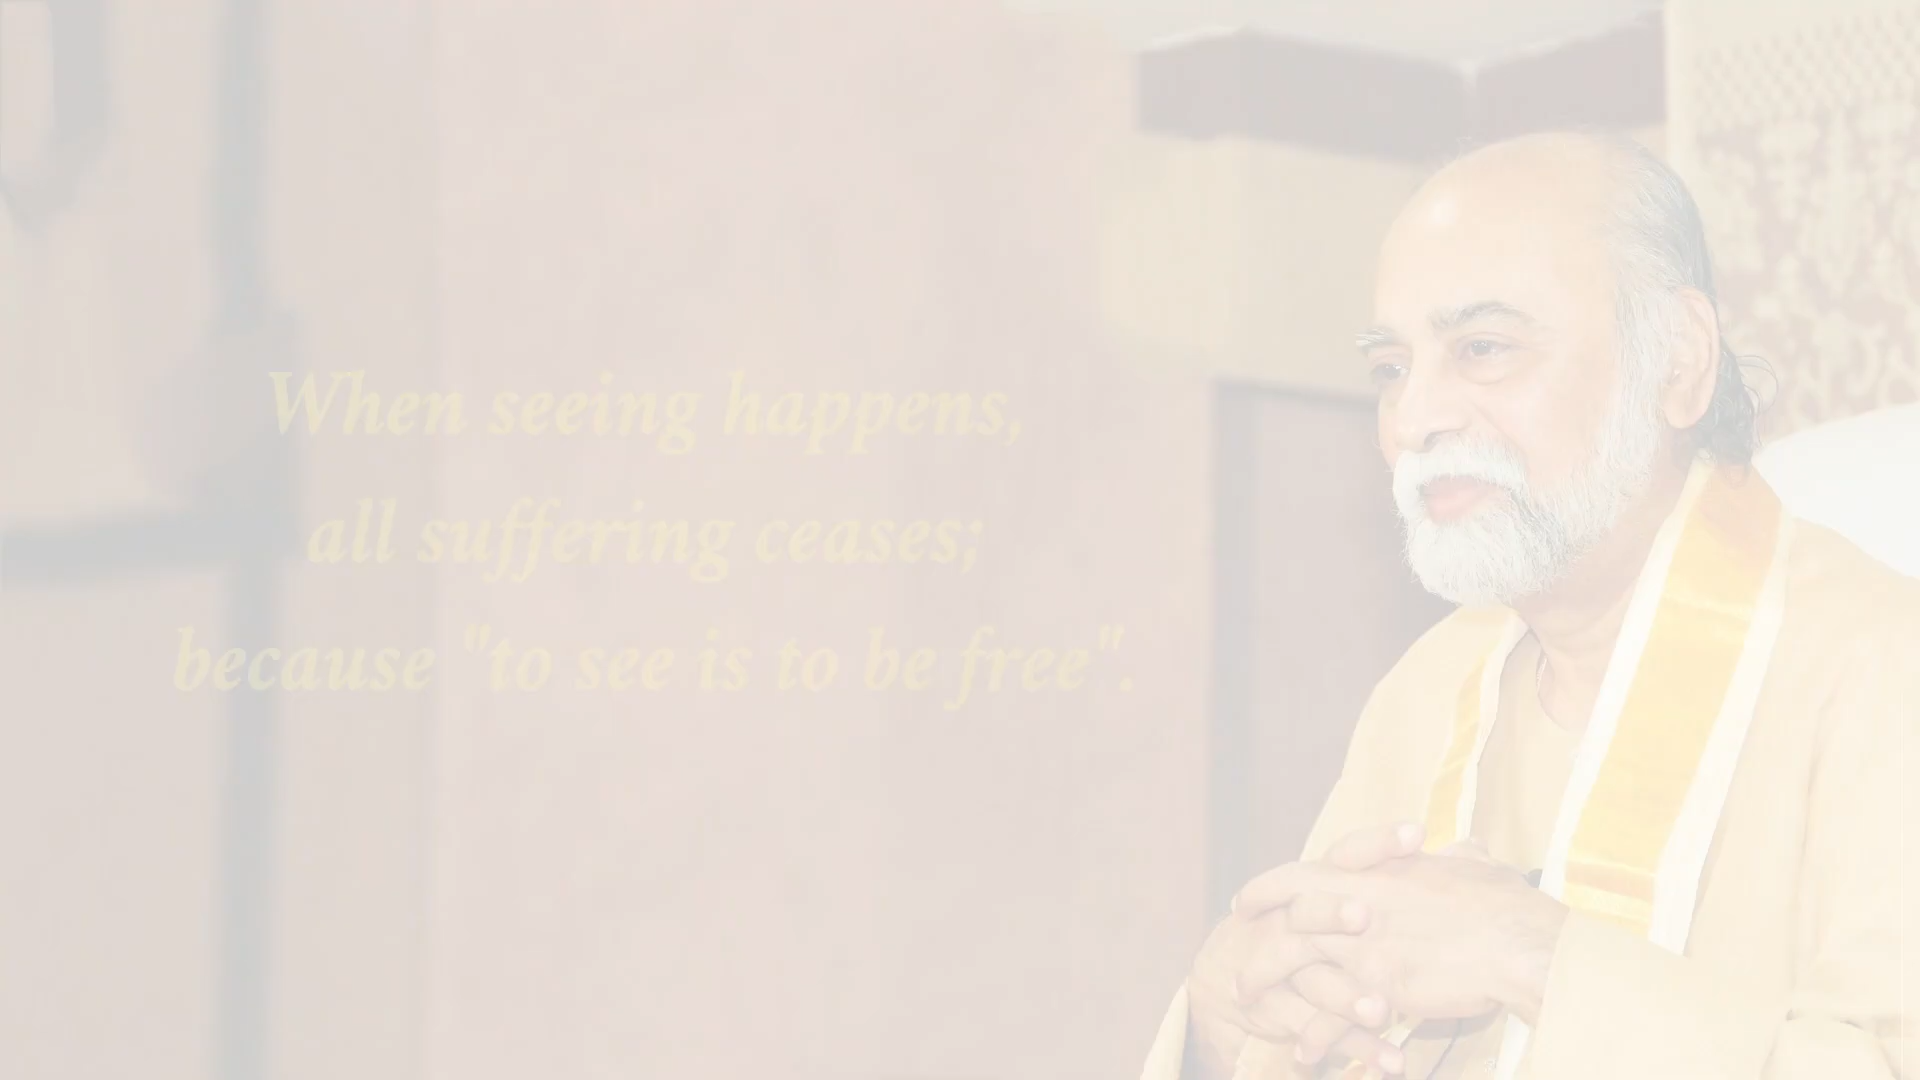 When seeing happens,
all suffering ceases;
because "to see is to be free".